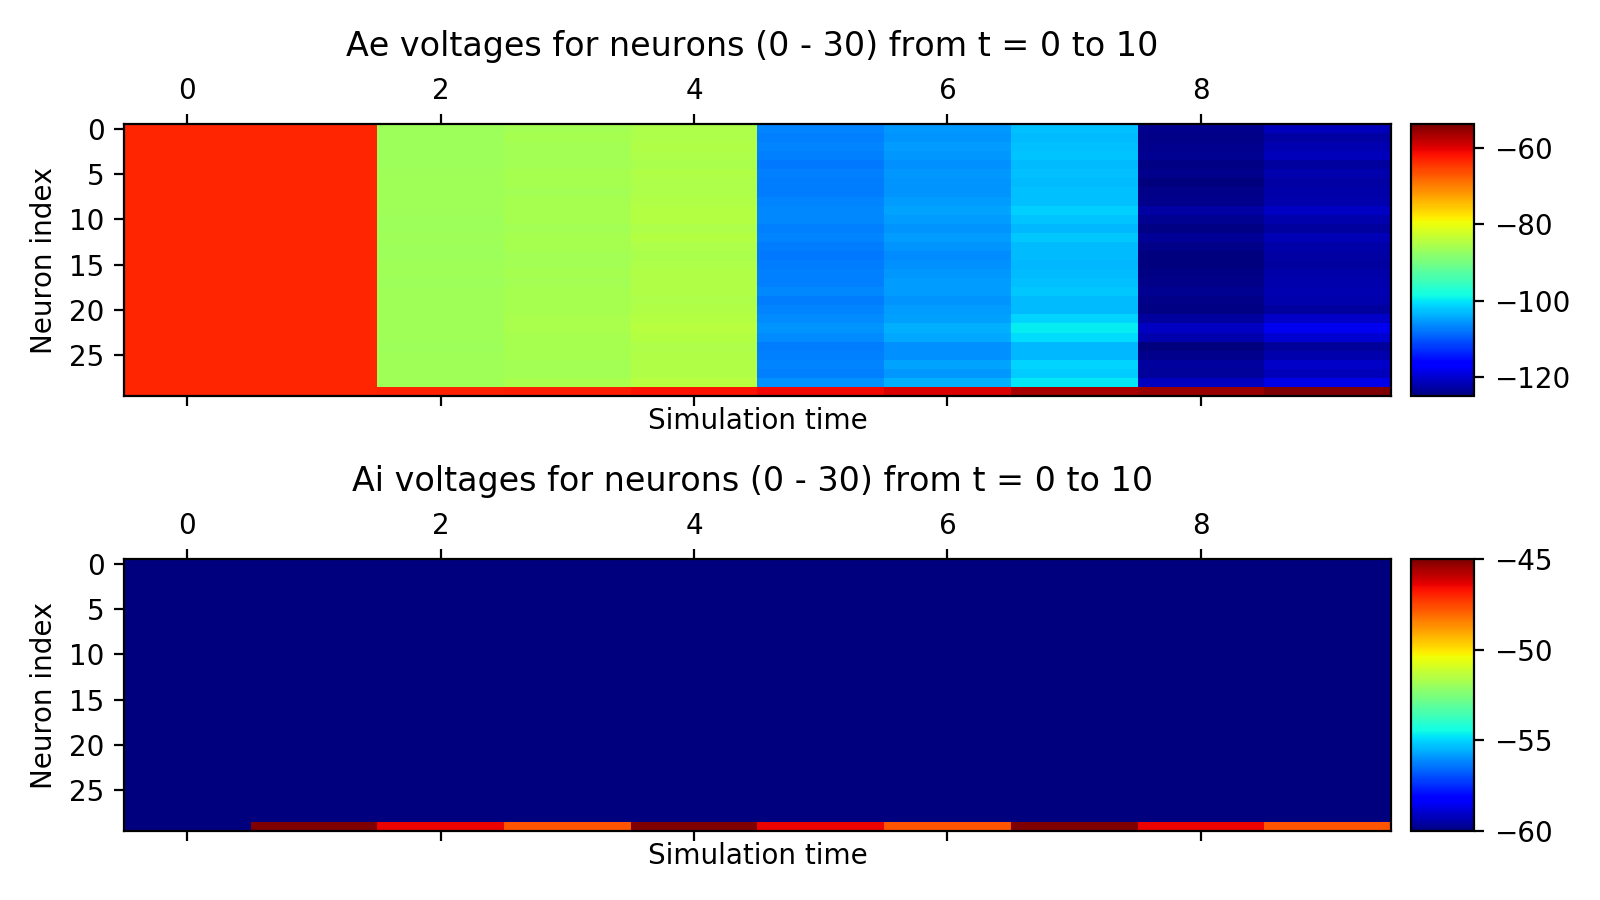 Ae voltages for neurons (0 - 30) from t = 0 to 10
0 2 4 6 8
0
5
10
15
20
25
Neuron index
Simulation time
−60
−80
−100
−120
Ai voltages for neurons (0 - 30) from t = 0 to 10
0 2 4 6 8
0
5
10
15
20
25
Neuron index
Simulation time
−45
−50
−55
−60